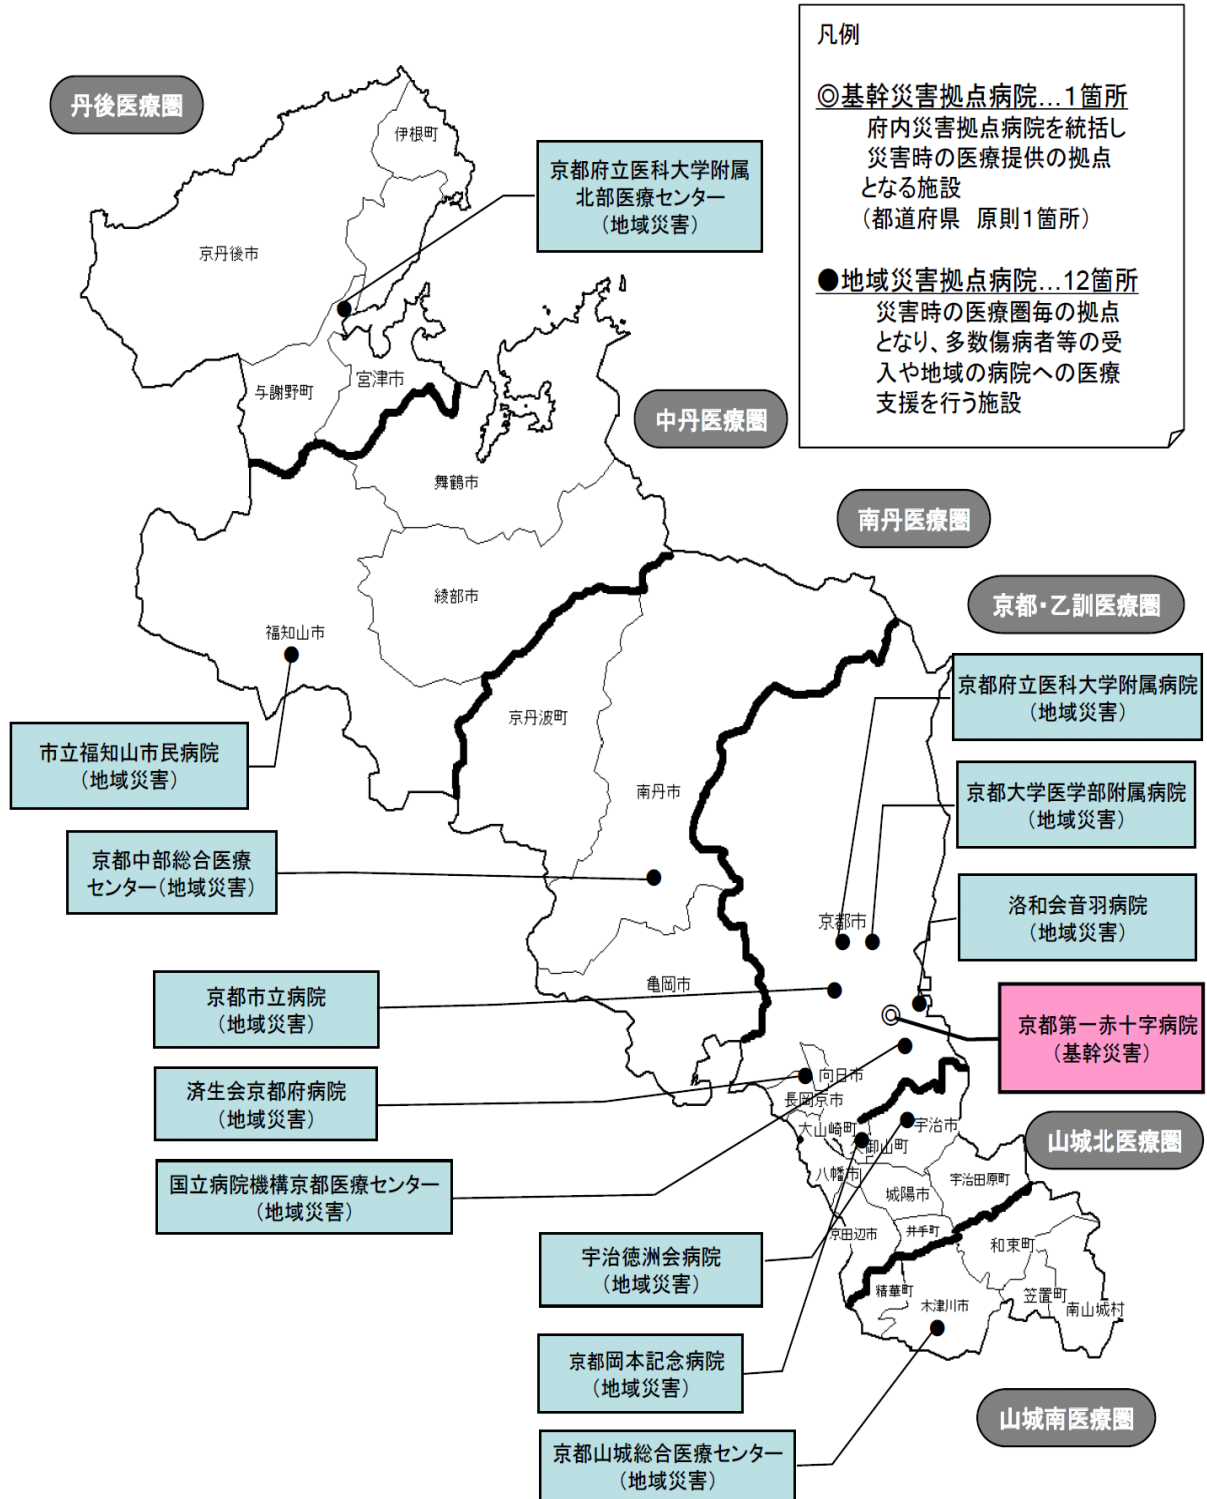 凡例
◎基幹災害拠点病院…1箇所
府内災害拠点病院を統括し
災害時の医療提供の拠点
となる施設
(都道府県　原則1箇所)
●地域災害拠点病院…12箇所
災害時の医療圏毎の拠点
となり、多数傷病者等の受
入や地域の病院への医療
支援を行う施設
丹後医療圏
伊根町
京都府立医科大学附属
北部医療センター
(地域災害)
京丹後市
与謝野町
宮津市
中丹医療圏
舞鶴市
南丹医療圏
綾部市
福知山市
京都・乙訓医療圏
京都府立医科大学附属病院
(地域災害)
京丹波町
市立福知山市民病院
(地域災害)
南丹市
京都大学医学部附属病院
(地域災害)
京都中部総合医療
センター(地域災害)
洛和会音羽病院
(地域災害)
京都市
亀岡市
京都市立病院
(地域災害)
京都第一赤十字病院
(基幹災害)
済生会京都府病院
(地域災害)
向日市
長岡京市
大山崎町
宇治市
久御山町
山城北医療圏
八幡市
宇治田原町
城陽市
国立病院機構京都医療センター
(地域災害)
京田辺市
井手町
和束町
宇治徳洲会病院
(地域災害)
精華町
木津川市
笠置町
南山城村
京都岡本記念病院
(地域災害)
山城南医療圏
京都山城総合医療センター
(地域災害)